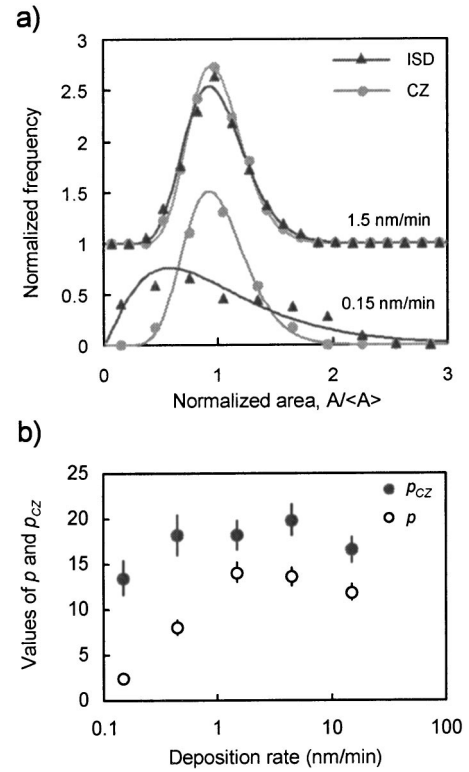 a)
3
2.5
2
1.5
1
0.5
0
Normalized frequency
ISD
CZ
1.5 nm/min
0.15 nm/min
0 1 2 3
Normalized area, A/<A>
b)
25
20
15
10
5
0
Values of p and pCZ
pCZ
p
0.1 1 10 100
Deposition rate (nm/min)